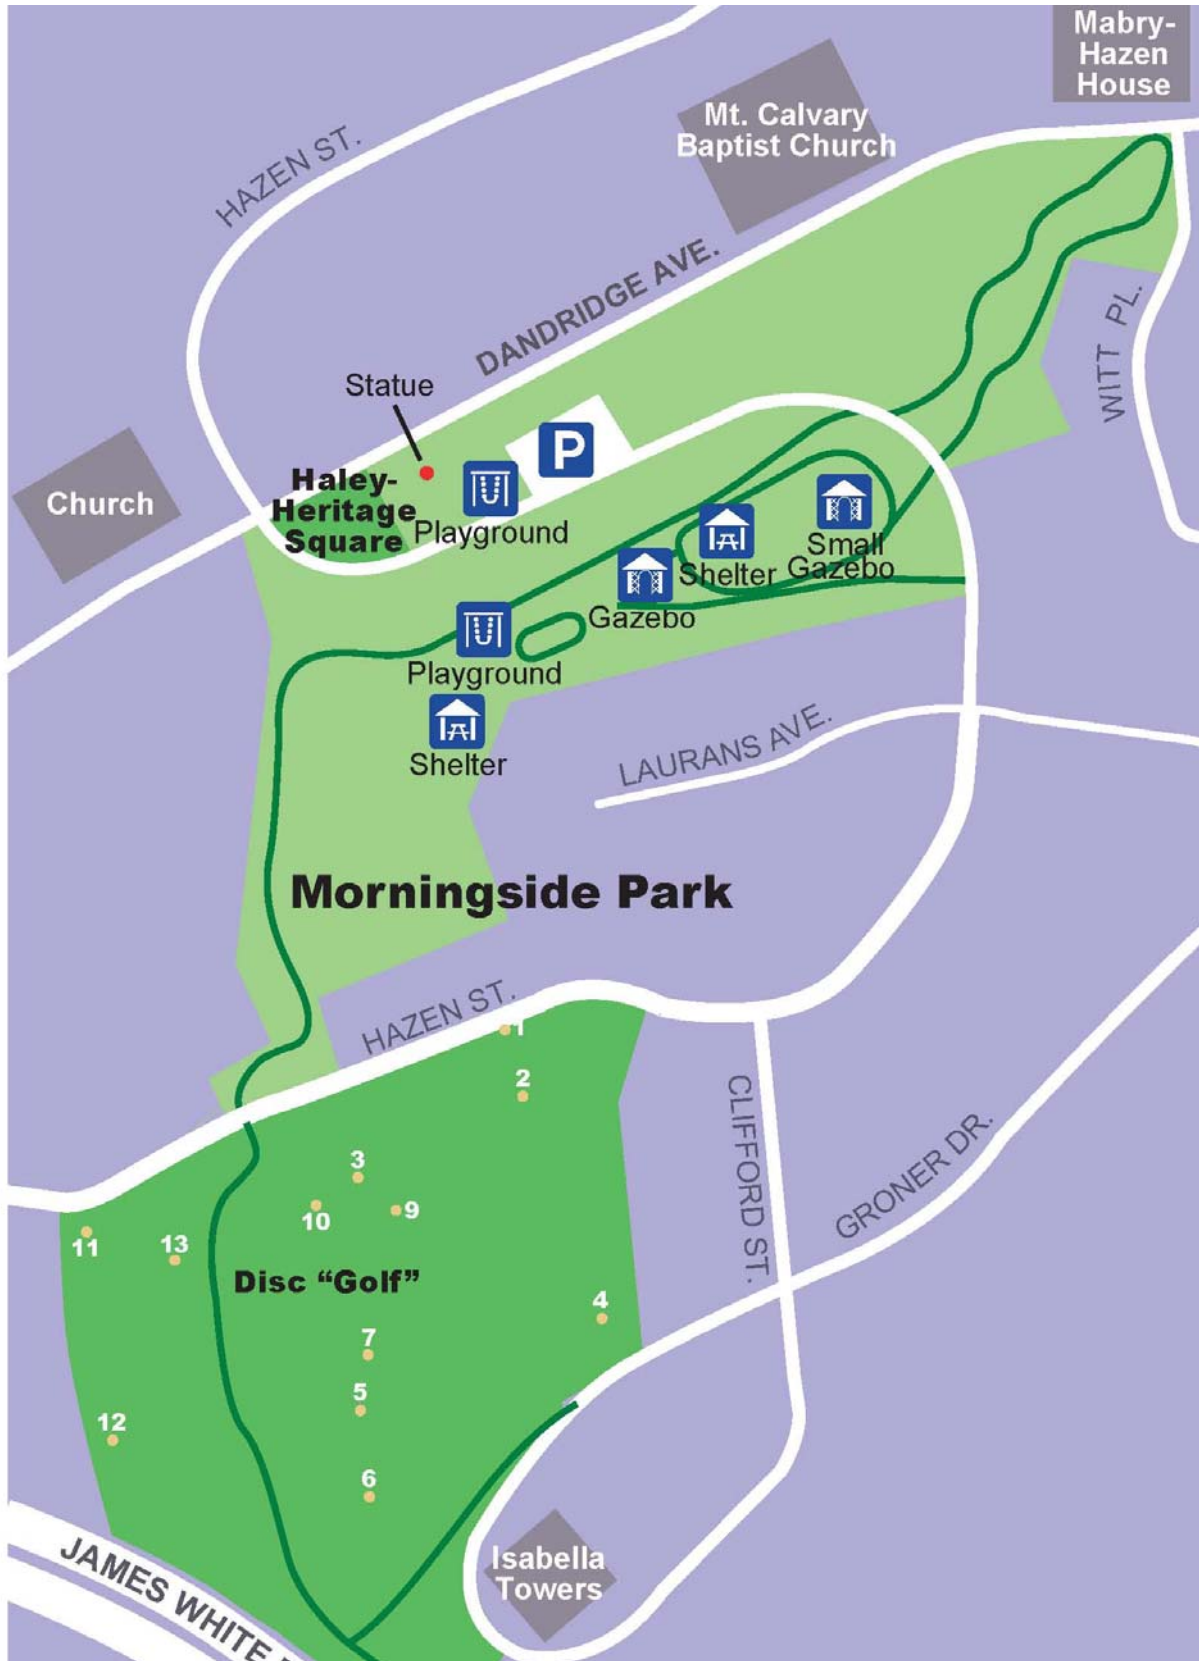 Mabry-
Hazen
House
Mt. Calvary
Baptist Church
HAZEN ST.
DANDRIDGE AVE.
WITT PL.
Statue
P
Church
Haley-
Heritage
Square
Playground
Small
Gazebo
Shelter
Gazebo
Playground
Shelter
LAURANS AVE.
Morningside Park
HAZEN ST.
1
2
CLIFFORD ST.
GRONER DR.
3
10
9
11
13
Disc “Golf”
4
7
5
12
6
Isabella
Towers
JAMES WHITE